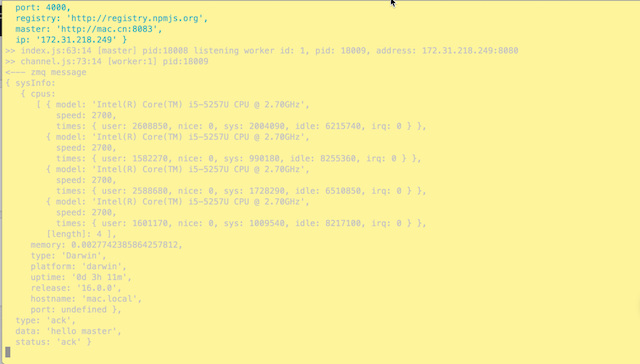 port: 4000,
registry: 'http://registry.npmjs.org',
master: 'http://mac.cn:8083',
ip: '172.31.218.249' }
>> index.js:63:14 [master] pid:18008 listening worker id: 1, pid: 18009, address: 172.31.218.249:8080
>> channel.js:73:14 [worker:1] pid:18009
<--- zmq message
{ sysInfo:
{ cpus:
[ { model: 'Intel(R) Core(TM) i5-5257U CPU @ 2.70GHz',
speed: 2700,
times: { user: 2600850, nice: 0, sys: 2004090, idle: 6215740, irq: 0 } },
{ model: 'Intel(R) Core(TM) i5-5257U CPU @ 2.70GHz',
speed: 2700,
times: { user: 1582270, nice: 0, sys: 990180, idle: 8255360, irq: 0 } },
{ model: 'Intel(R) Core(TM) i5-5257U CPU @ 2.70GHz',
speed: 2700,
times: { user: 2588680, nice: 0, sys: 1728290, idle: 6510850, irq: 0 } },
{ model: 'Intel(R) Core(TM) i5-5257U CPU @ 2.70GHz',
speed: 2700,
times: { user: 1601170, nice: 0, sys: 1009540, idle: 8217100, irq: 0 } },
[length]: 4 ],
memory: 0.0027742385864257812,
type: 'Darwin',
platform: 'darwin',
uptime: '0d 3h 11m',
release: '16.0.0',
hostname: 'mac.local',
port: undefined },
type: 'ack',
data: 'hello master',
status: 'ack' }